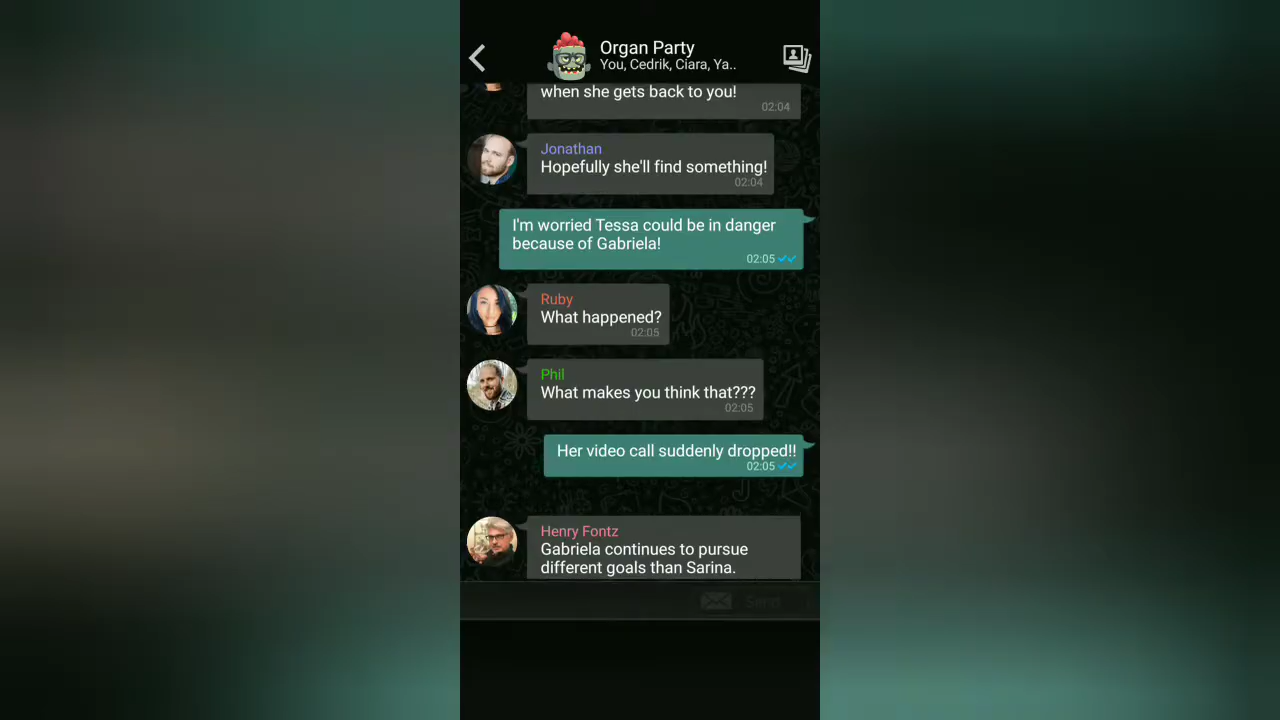 Organ Party
You, Cedrik, Ciara, Ya..
when she gets back to you!
02:04
Jonathan
Hopefully she'll find something!
02:04
I'm worried Tessa could be in danger
because of Gabriela!
02:05
Ruby
What happened?
02:05
Phil
What makes you think that???
02:05
Her video call suddenly dropped!!
02:05
Henry Fontz
Gabriela continues to pursue
different goals than Sarina.
Send